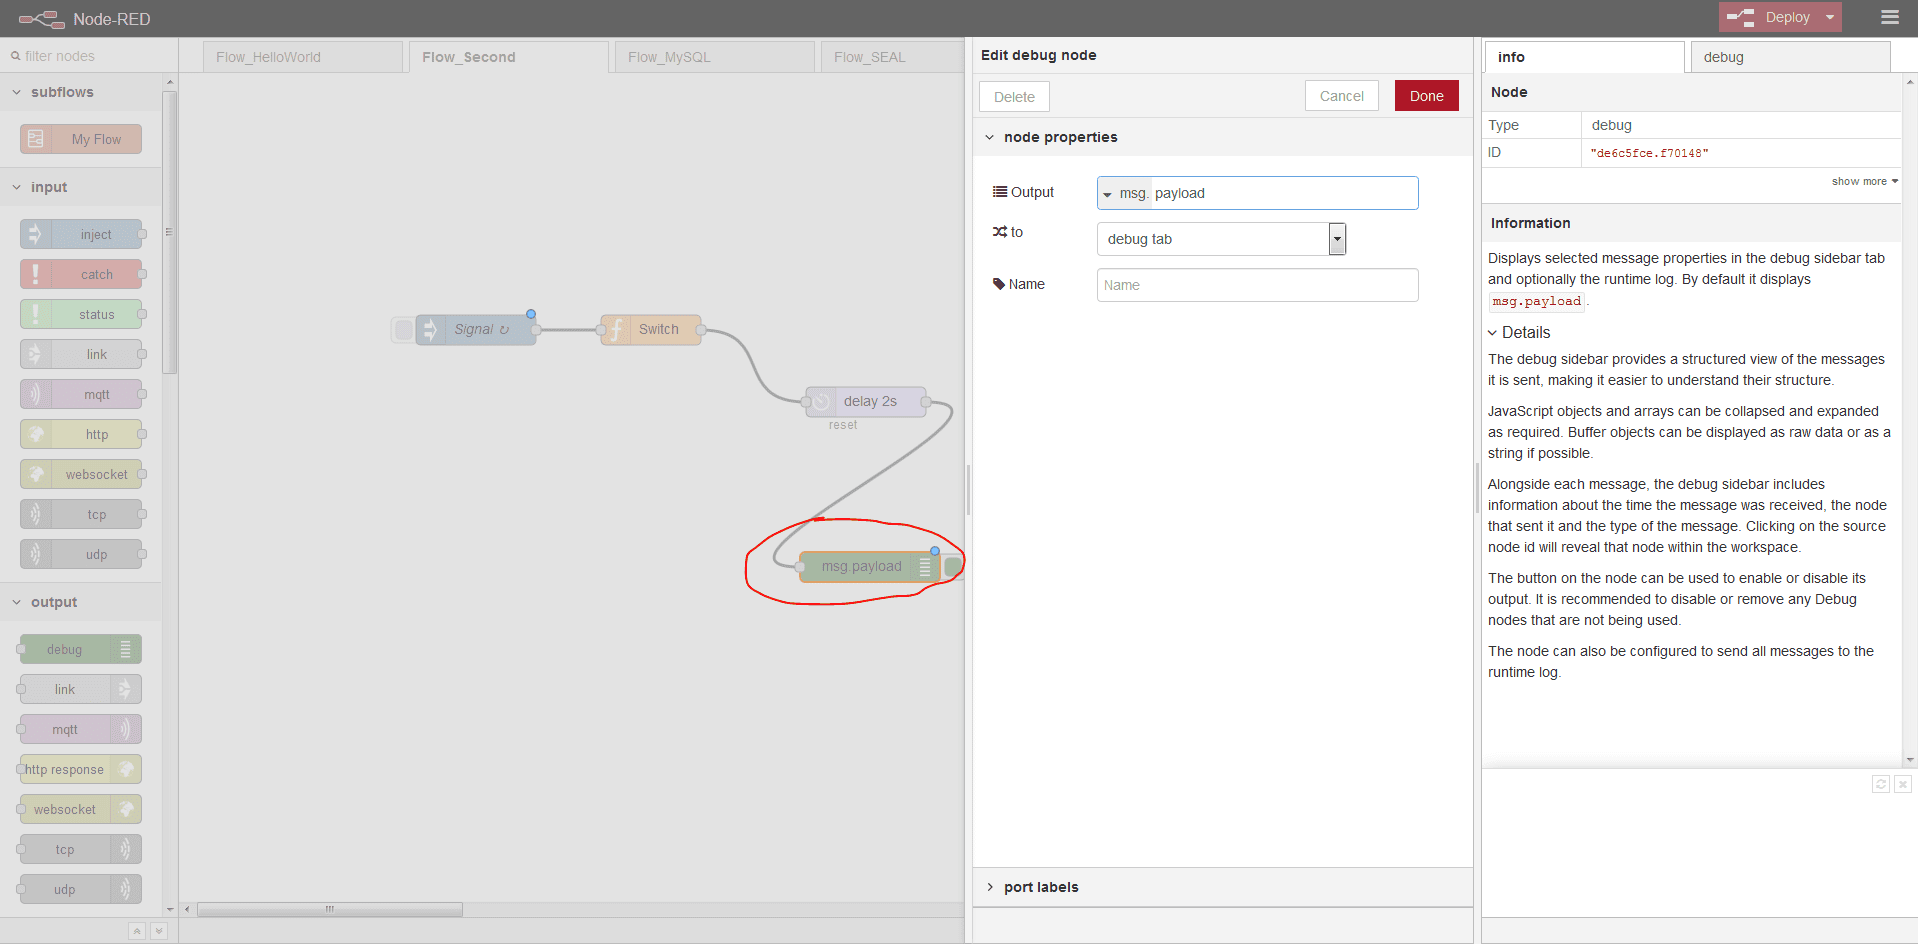 Node-RED
Deploy
filter nodes
Flow_HelloWorld
Flow_Second
Flow_MySQL
Flow_SEAL
subflows
My Flow
input
inject
catch
status
link
mqtt
http
websocket
tcp
udp
output
debug
link
mqtt
http response
websocket
tcp
udp
Signal ↻
Switch
delay 2s
reset
msg.payload
Edit debug node
Delete
Cancel
Done
node properties
Output
msg. payload
to
debug tab
Name
Name
port labels
info
debug
Node
Type debug
ID "de6c5fce.f70148"
show more
Information
Displays selected message properties in the debug sidebar tab
and optionally the runtime log. By default it displays
msg.payload.
Details
The debug sidebar provides a structured view of the messages
it is sent, making it easier to understand their structure.
JavaScript objects and arrays can be collapsed and expanded
as required. Buffer objects can be displayed as raw data or as a
string if possible.
Alongside each message, the debug sidebar includes
information about the time the message was received, the node
that sent it and the type of the message. Clicking on the source
node id will reveal that node within the workspace.
The button on the node can be used to enable or disable its
output. It is recommended to disable or remove any Debug
nodes that are not being used.
The node can also be configured to send all messages to the
runtime log.